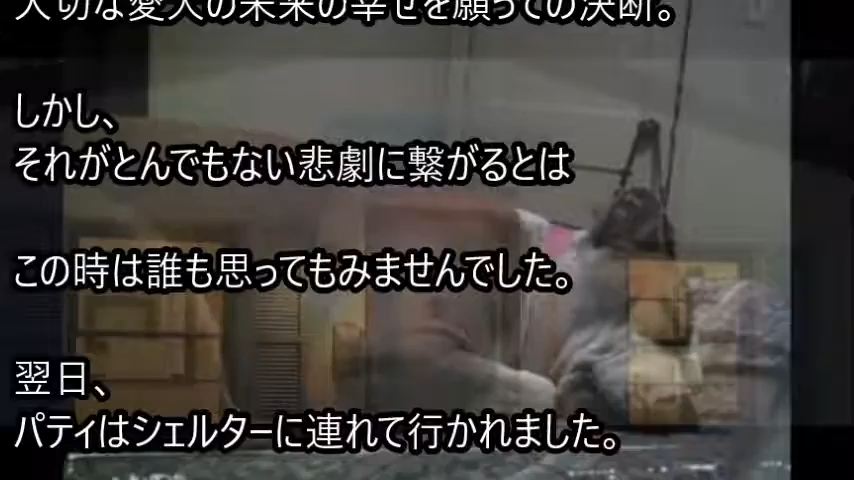 大切な愛犬の未来の幸せを願っての決断。
しかし、
それがとんでもない悲劇に繋がるとは
この時は誰も思ってもみませんでした。
翌日、
パティはシェルターに連れて行かれました。